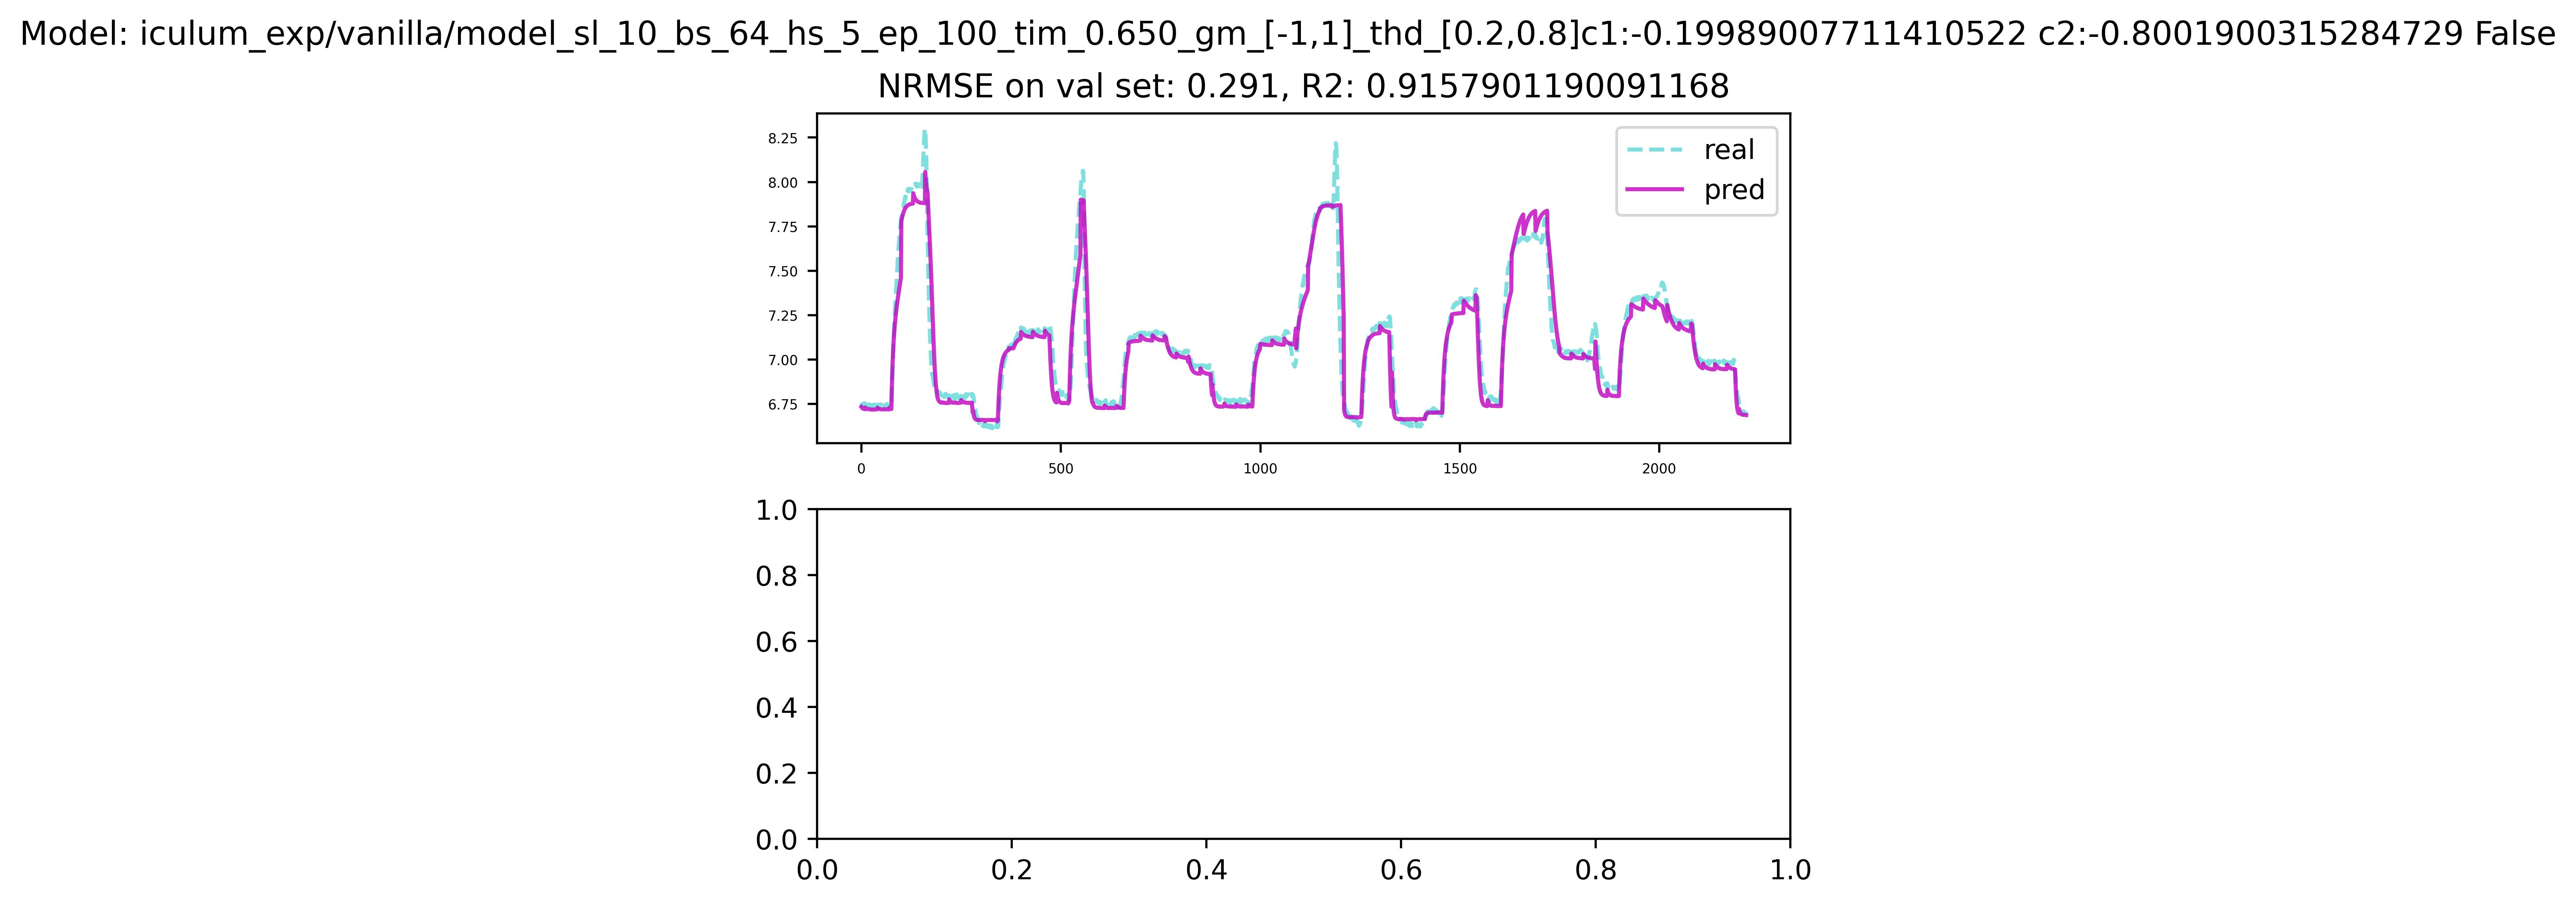 Model: iculum_exp/vanilla/model_sl_10_bs_64_hs_5_ep_100_tim_0.650_gm_[-1,1]_thd_[0.2,0.8]c1:-0.19989007711410522 c2:-0.8001900315284729 False
NRMSE on val set: 0.291, R2: 0.9157901190091168
8.25
8.00
7.75
7.50
7.25
7.00
6.75
real
pred
0 500 1000 1500 2000
1.0
0.8
0.6
0.4
0.2
0.0
0.0 0.2 0.4 0.6 0.8 1.0